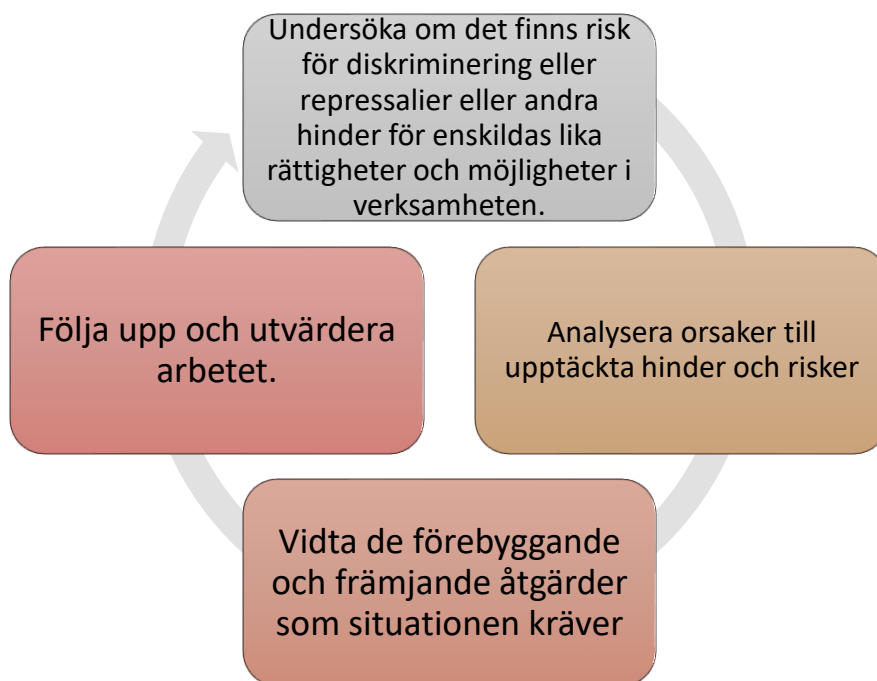 Undersöka om det finns risk
för diskriminering eller
repressalier eller andra
hinder för enskildas lika
rättigheter och möjligheter i
verksamheten.
Analysera orsaker till
upptäckta hinder och risker
Vidta de förebyggande
och främjande åtgärder
som situationen kräver
Följa upp och utvärdera
arbetet.